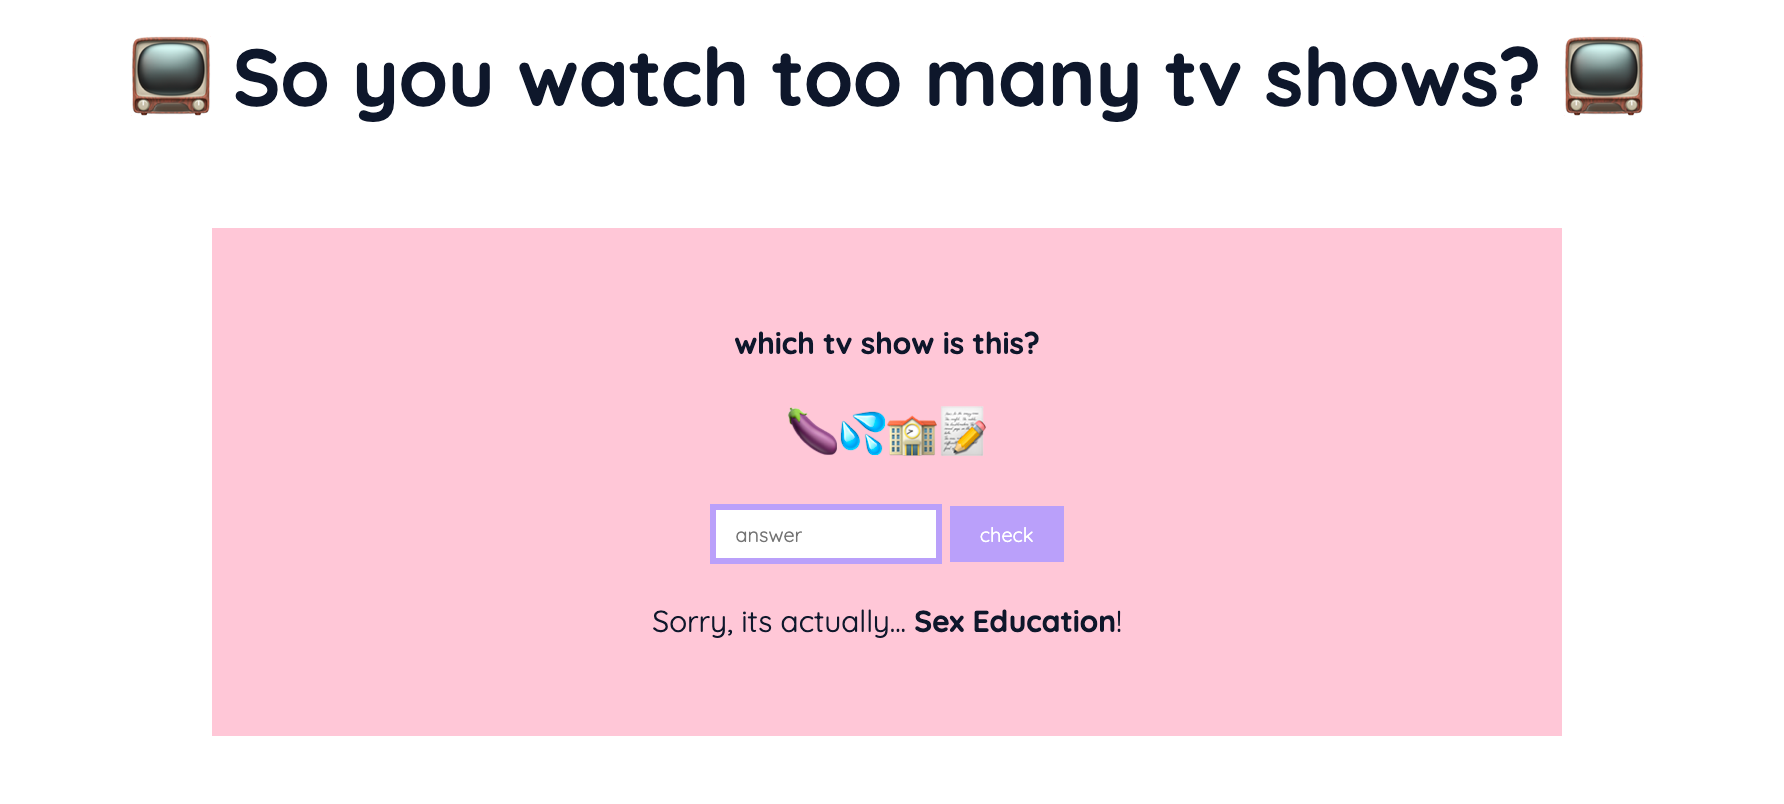 So you watch too many tv shows?
which tv show is this?
answer
check
Sorry, its actually... Sex Education!